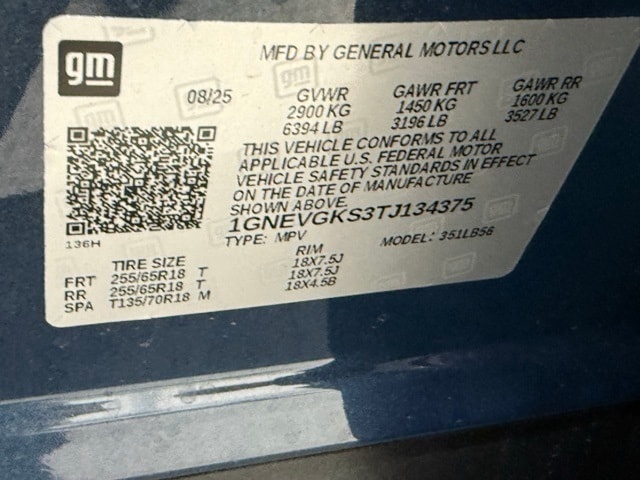 gm
MFD BY GENERAL MOTORS LLC
08/25
GVWR GAWR FRT GAWR RR
2900 KG 1450 KG 1600 KG
6394 LB 3196 LB 3527 LB
THIS VEHICLE CONFORMS TO ALL
APPLICABLE U.S. FEDERAL MOTOR
VEHICLE SAFETY STANDARDS IN EFFECT
ON THE DATE OF MANUFACTURE
SHOWN ABOVE.
1GNEVGKS3TJ134375
136H
TYPE: MPV MODEL: 351LB56
TIRE SIZE RIM
FRT 255/65R18 T 18X7.5J
RR 255/65R18 T 18X7.5J
SPA T135/70R18 M 18X4.5B